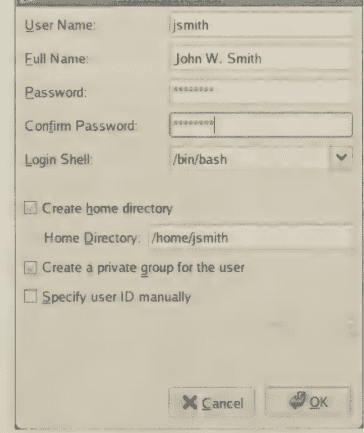 User Name: jsmith
Full Name: John W. Smith
Password: ********
Confirm Password: ********
Login Shell: /bin/bash
Create home directory
Home Directory: /home/jsmith
Create a private group for the user
Specify user ID manually
Cancel OK